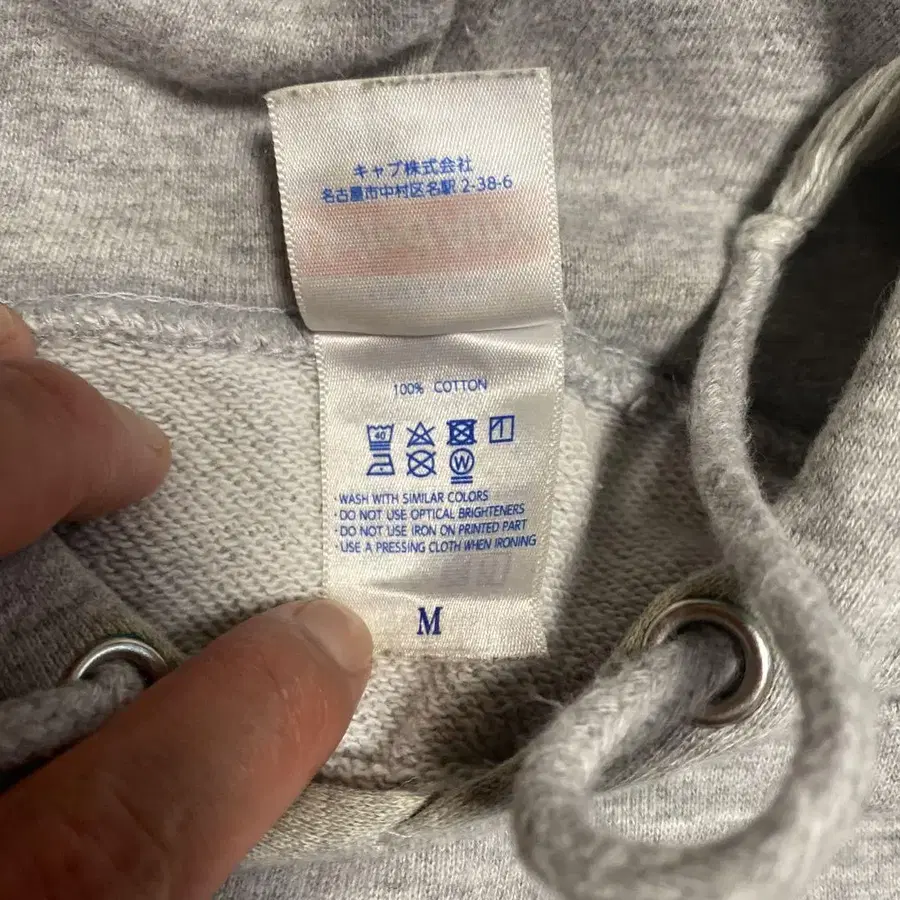 キャブ株式会社
名古屋市中村区名駅 2-38-6
100% COTTON
40
W
·WASH WITH SIMILAR COLORS
·DO NOT USE OPTICAL BRIGHTENERS
·DO NOT USE IRON ON PRINTED PART
·USE A PRESSING CLOTH WHEN IRONING
M